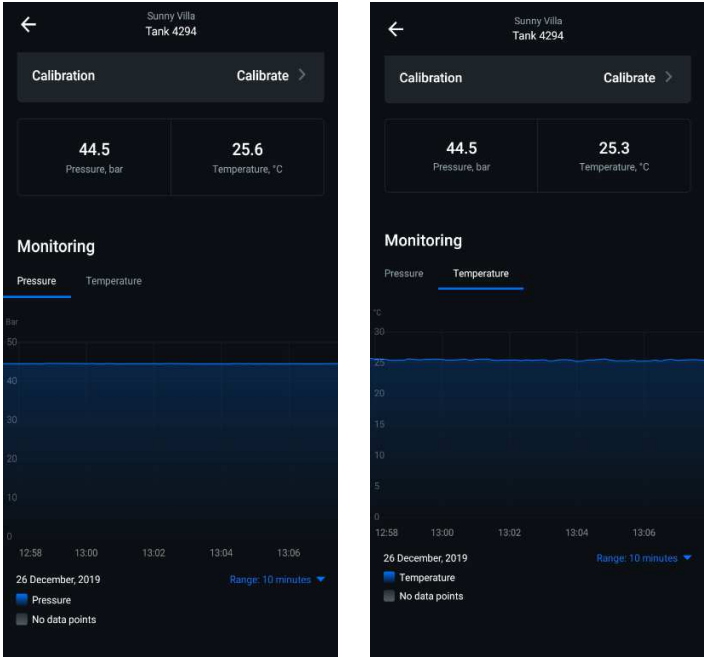 Sunny Villa
Tank 4294
Calibration Calibrate
44.5 25.6
Pressure, bar Temperature, °C
Monitoring
Pressure Temperature
Bar
50
40
30
20
10
0
12:58 13:00 13:02 13:04 13:06
26 December, 2019 Range: 10 minutes
Pressure
No data points
Sunny Villa
Tank 4294
Calibration Calibrate
44.5 25.3
Pressure, bar Temperature, °C
Monitoring
Pressure Temperature
°C
30
25
20
15
10
5
0
12:58 13:00 13:02 13:04 13:06
26 December, 2019 Range: 10 minutes
Temperature
No data points